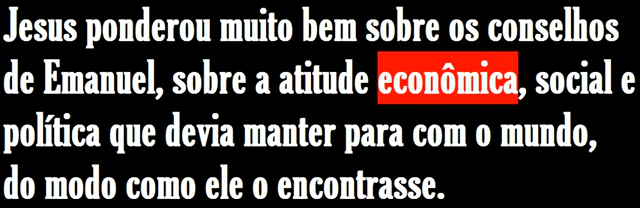 Jesus ponderou muito bem sobre os conselhos
de Emanuel, sobre a atitude econômica, social e
política que devia manter para com o mundo,
do modo como ele o encontrasse.